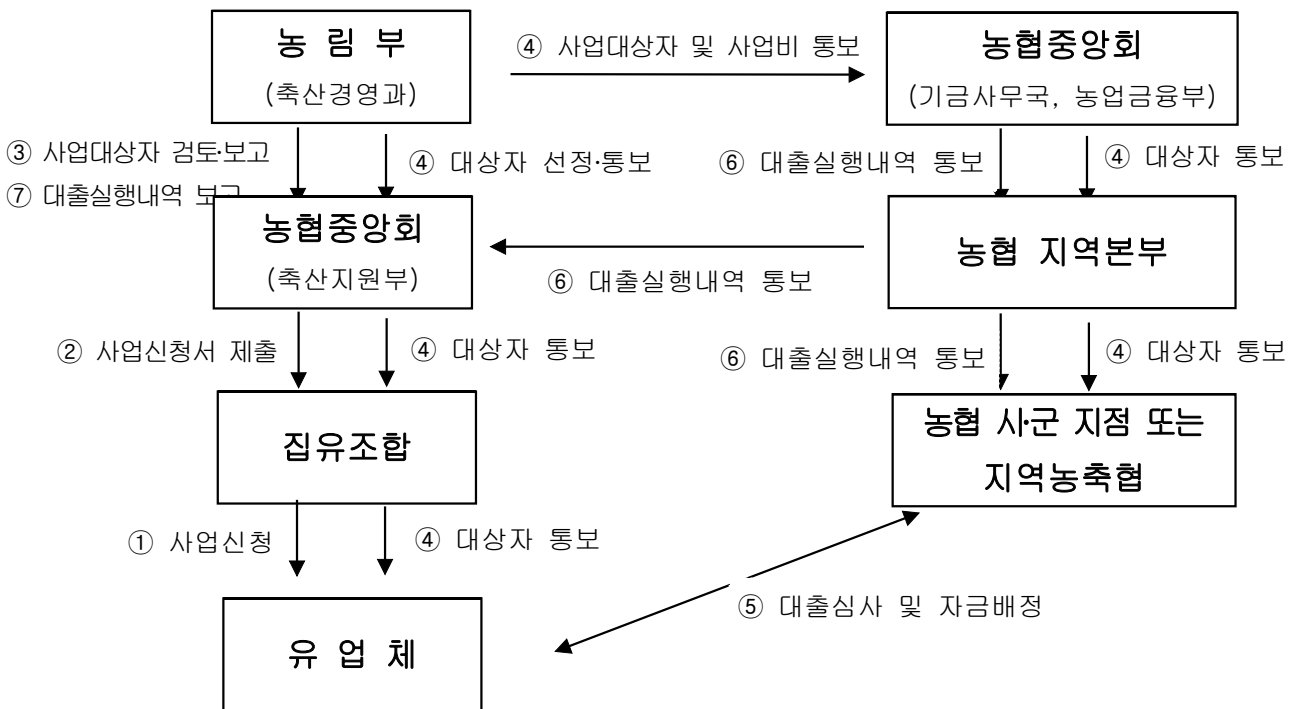 농 림 부
(축산경영과)
④ 사업대상자 및 사업비 통보
농협중앙회
(기금사무국, 농업금융부)
③ 사업대상자 검토·보고
⑦ 대출실행내역 보고
④ 대상자 선정·통보
⑥ 대출실행내역 통보
④ 대상자 통보
농협중앙회
(축산지원부)
⑥ 대출실행내역 통보
농협 지역본부
② 사업신청서 제출
④ 대상자 통보
⑥ 대출실행내역 통보
④ 대상자 통보
집유조합
농협 시·군 지점 또는
지역농축협
① 사업신청
④ 대상자 통보
⑤ 대출심사 및 자금배정
유 업 체